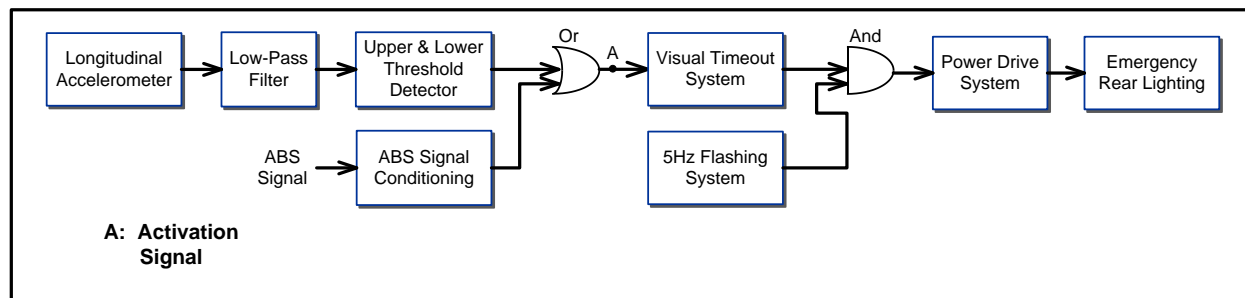 Or
And
A
Longitudinal
Accelerometer
Low-Pass
Filter
Upper & Lower
Threshold
Detector
Visual Timeout
System
Power Drive
System
Emergency
Rear Lighting
ABS
Signal
ABS Signal
Conditioning
5Hz Flashing
System
A: Activation
Signal